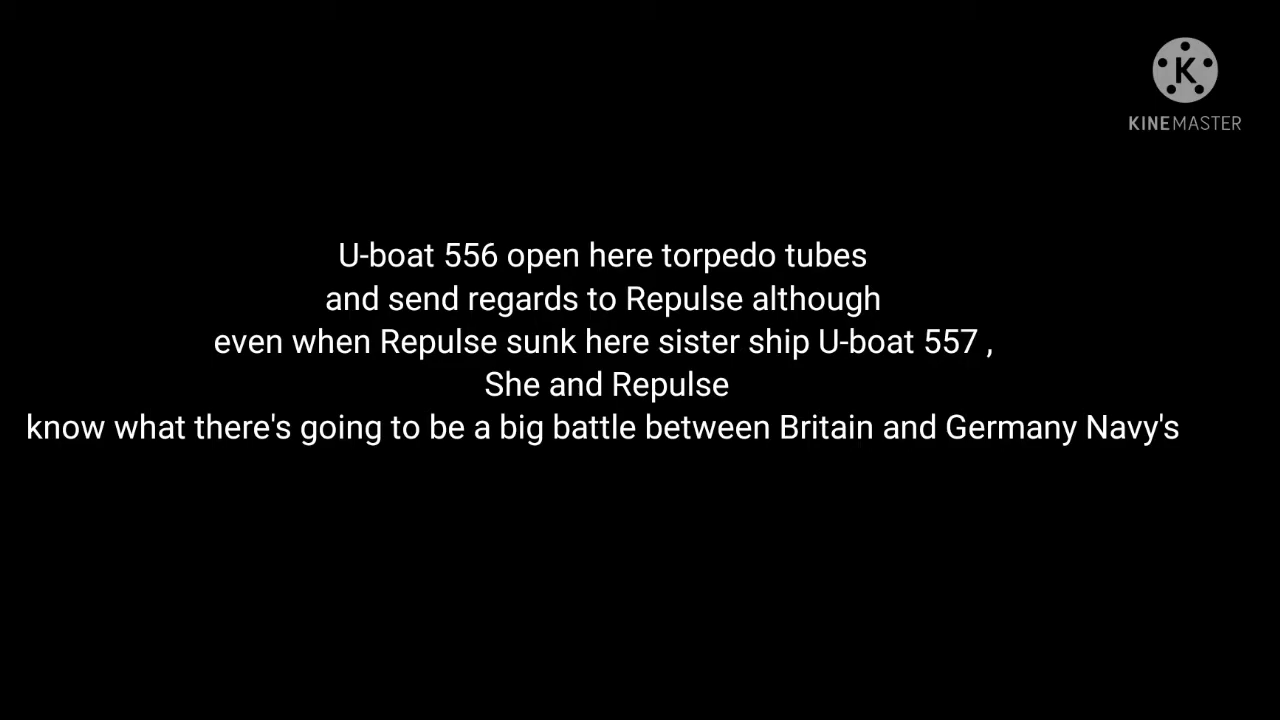 K
KINEMASTER
U-boat 556 open here torpedo tubes
and send regards to Repulse although
even when Repulse sunk here sister ship U-boat 557 ,
She and Repulse
know what there's going to be a big battle between Britain and Germany Navy's